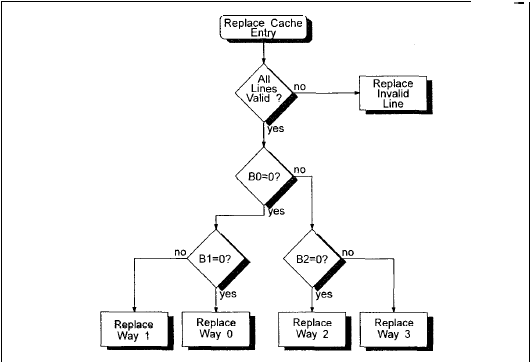 Replace Cache
Entry
All
Lines
Valid ?
no
Replace
Invalid
Line
yes
B0=0?
no
yes
no
B1=0?
B2=0?
no
yes
yes
Replace
Way 1
Replace
Way 0
Replace
Way 2
Replace
Way 3